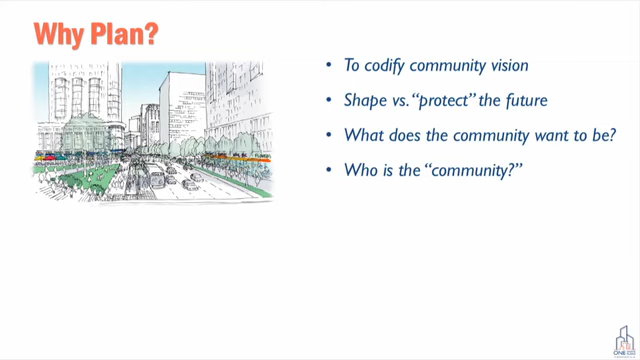 Why Plan?
• To codify community vision
• Shape vs. “protect” the future
• What does the community want to be?
• Who is the “community?”
ONE